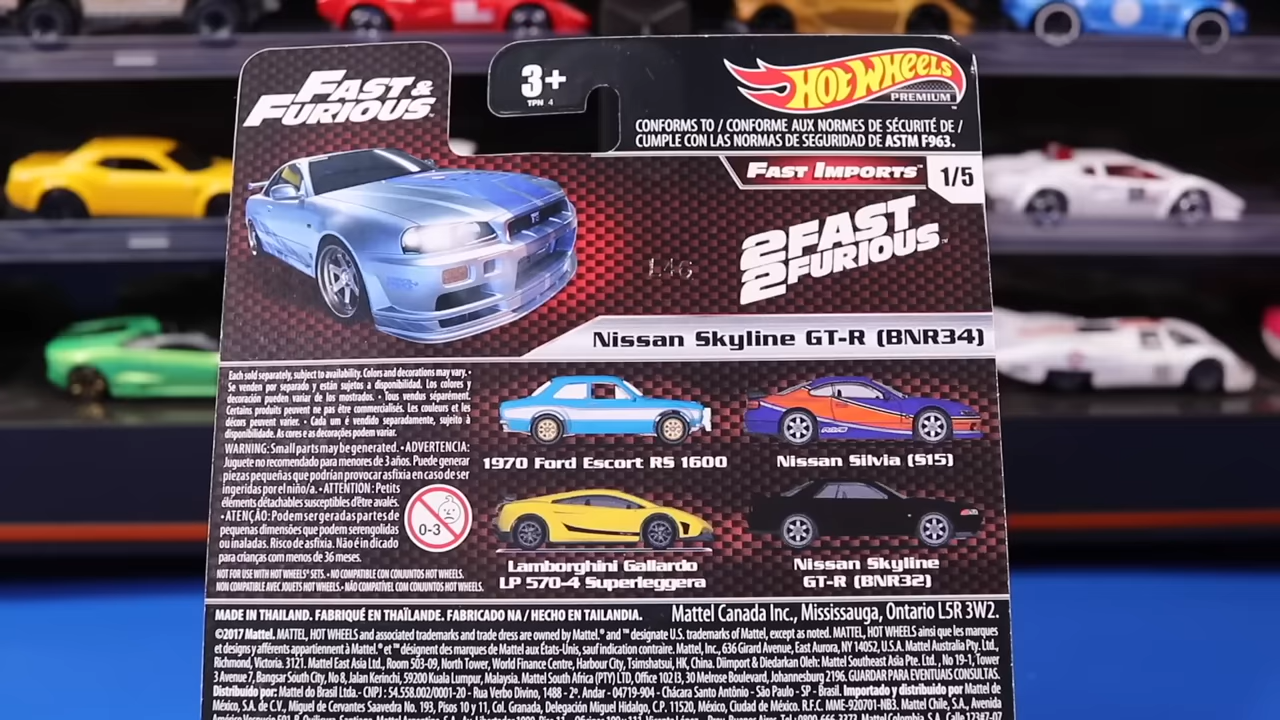 FAST &
FURIOUS
3+
TPN 4
HOT WHEELS
PREMIUM™
CONFORMS TO / CONFORME AUX NORMES DE SÉCURITÉ DE /
CUMPLE CON LAS NORMAS DE SEGURIDAD DE ASTM F963.
FAST IMPORTS™
1/5
2 FAST
2 FURIOUS™
L46
Nissan Skyline GT-R (BNR34)
Each sold separately, subject to availability. Colors and decorations may vary. •
Se venden por separado y están sujetos a disponibilidad. Los colores y
decoración pueden variar de los mostrados. • Tous vendus séparément.
Certains produits peuvent ne pas être commercialisés. Les couleurs et les
décors peuvent varier. • Cada um é vendido separadamente, sujeito à
disponibilidade. As cores e as decorações podem variar.
WARNING: Small parts may be generated. • ADVERTENCIA:
Juguete no recomendado para menores de 3 años. Puede generar
piezas pequeñas que podrían provocar asfixia en caso de ser
ingeridas por el niño/a. • ATTENTION : Petits
éléments détachables susceptibles d'être avalés.
• ATENÇÃO: Podem ser geradas partes de
pequenas dimensões que podem ser engolidas
ou inaladas. Risco de asfixia. Não é indicado
para crianças com menos de 36 meses.
0-3
NOT FOR USE WITH HOT WHEELS® SETS. • NO COMPATIBLE CON CONJUNTOS HOT WHEELS.
NON COMPATIBLE AVEC JOUETS HOT WHEELS. • NÃO COMPATÍVEL COM CONJUNTOS HOT WHEELS.
1970 Ford Escort RS 1600
Nissan Silvia (S15)
Lamborghini Gallardo
LP 570-4 Superleggera
Nissan Skyline
GT-R (BNR32)
MADE IN THAILAND. FABRIQUÉ EN THAÏLANDE. FABRICADO NA / HECHO EN TAILANDIA.
Mattel Canada Inc., Mississauga, Ontario L5R 3W2.
©2017 Mattel. MATTEL, HOT WHEELS and associated trademarks and trade dress are owned by Mattel.® and ™ designate U.S. trademarks of Mattel, except as noted. MATTEL, HOT WHEELS ainsi que les marques
et designs y afférents appartiennent à Mattel.® et ™ désignent des marques de Mattel aux États-Unis, sauf indication contraire. Mattel, Inc., 636 Girard Avenue, East Aurora, NY 14052, U.S.A. Mattel Australia Pty. Ltd.,
Richmond, Victoria. 3121. Mattel East Asia Ltd., Room 503-09, North Tower, World Finance Centre, Harbour City, Tsimshatsui, HK, China. Diimport & Diedarkan Oleh: Mattel Southeast Asia Pte. Ltd., No 19-1, Tower
3 Avenue 7, Bangsar South City, No 8, Jalan Kerinchi, 59200 Kuala Lumpur, Malaysia. Mattel South Africa (PTY) LTD, Office 102 I3, 30 Melrose Boulevard, Johannesburg 2196. GUARDAR PARA EVENTUAIS CONSULTAS.
Distribuído por: Mattel do Brasil Ltda.- CNPJ : 54.558.002/0001-20 - Rua Verbo Divino, 1488 - 2º. Andar - 04719-904 - Chácara Santo Antônio - São Paulo - SP - Brasil. Importado y distribuido por Mattel de
México, S.A. de C.V., Miguel de Cervantes Saavedra No. 193, Pisos 10 y 11, Col. Granada, Delegación Miguel Hidalgo, C.P. 11520, México, Ciudad de México. R.F.C. MME-920701-NB3. Mattel Chile, S.A., Avenida